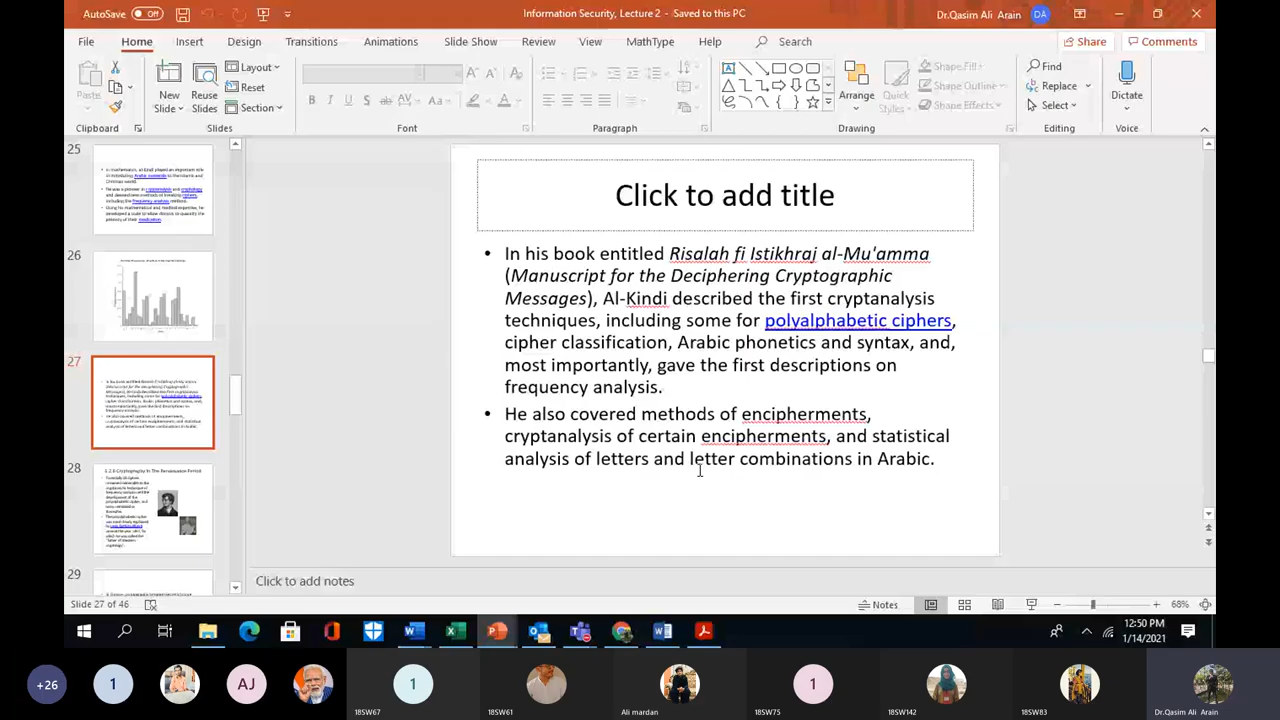 AutoSave Off
Information Security, Lecture 2 - Saved to this PC
Dr.Qasim Ali Arain DA
File Home Insert Design Transitions Animations Slide Show Review View MathType Help Search Share Comments
Paste
New Slide
Reuse Slides
Layout
Reset
Section
Arrange
Quick Styles
Shape Fill
Shape Outline
Shape Effects
Find
Replace
Select
Dictate
Clipboard Slides Font Paragraph Drawing Editing Voice
25
26
27
28
29
Click to add title
• In his book entitled Risalah fi Istikhraj al-Mu'amma
(Manuscript for the Deciphering Cryptographic
Messages), Al-Kindi described the first cryptanalysis
techniques, including some for polyalphabetic ciphers,
cipher classification, Arabic phonetics and syntax, and,
most importantly, gave the first descriptions on
frequency analysis.
• He also covered methods of encipherments,
cryptanalysis of certain encipherments, and statistical
analysis of letters and letter combinations in Arabic.
Click to add notes
Slide 27 of 46
Notes
68%
12:50 PM
1/14/2021
+26
1
AJ
1
18SW67
18SW61
Ali mardan
1
18SW75
18SW142
18SW83
Dr.Qasim Ali Arain